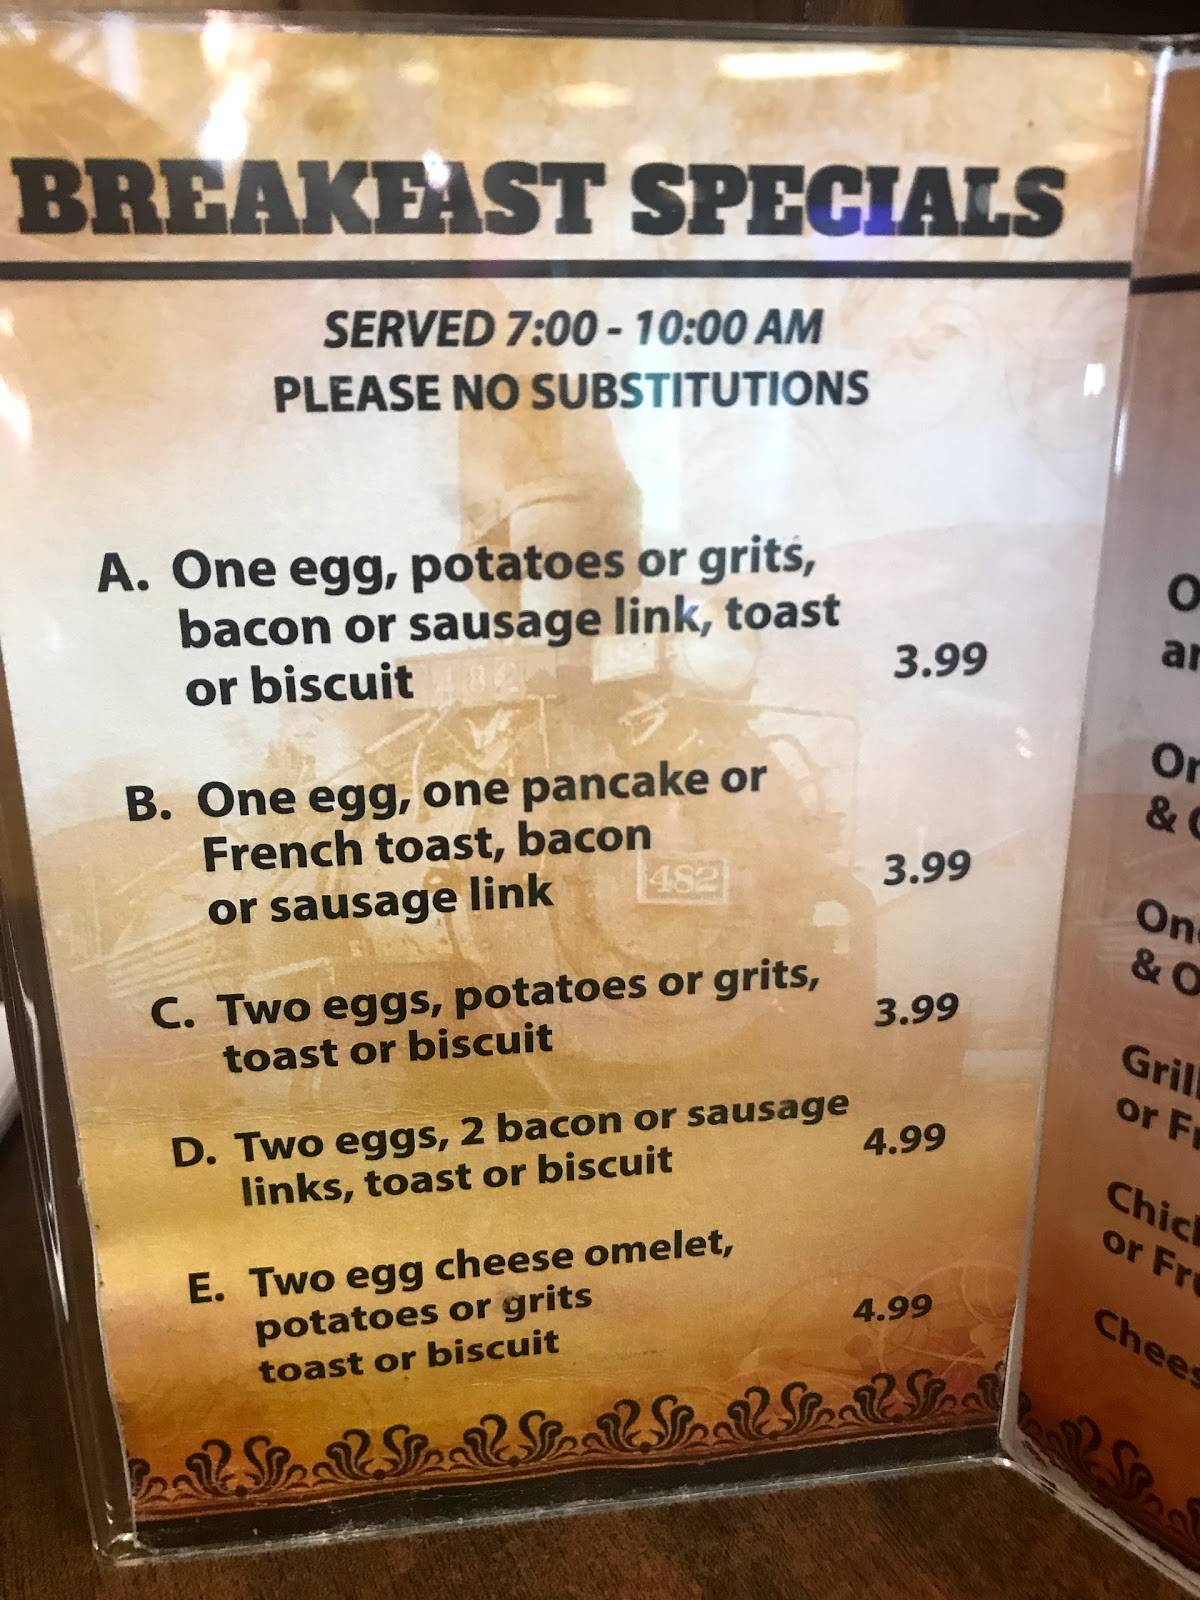 BREAKFAST SPECIALS
SERVED 7:00 - 10:00 AM
PLEASE NO SUBSTITUTIONS
A. One egg, potatoes or grits,
bacon or sausage link, toast
or biscuit 3.99
B. One egg, one pancake or
French toast, bacon
or sausage link 3.99
482
C. Two eggs, potatoes or grits,
toast or biscuit 3.99
D. Two eggs, 2 bacon or sausage
links, toast or biscuit 4.99
E. Two egg cheese omelet,
potatoes or grits
toast or biscuit 4.99
&
&
or
or